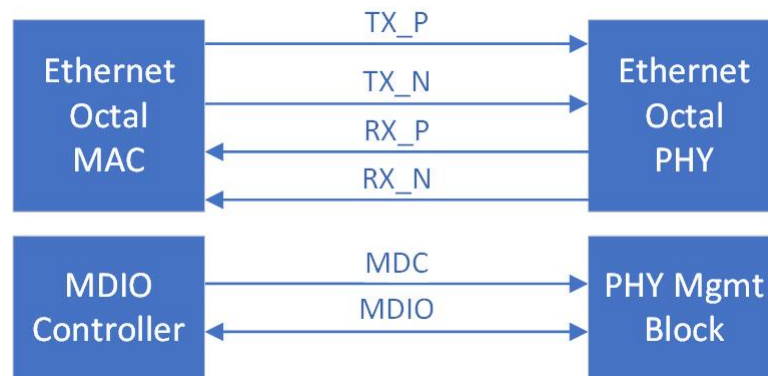 Ethernet
Octal
MAC
TX_P
TX_N
RX_P
RX_N
Ethernet
Octal
PHY
MDIO
Controller
MDC
MDIO
PHY Mgmt
Block